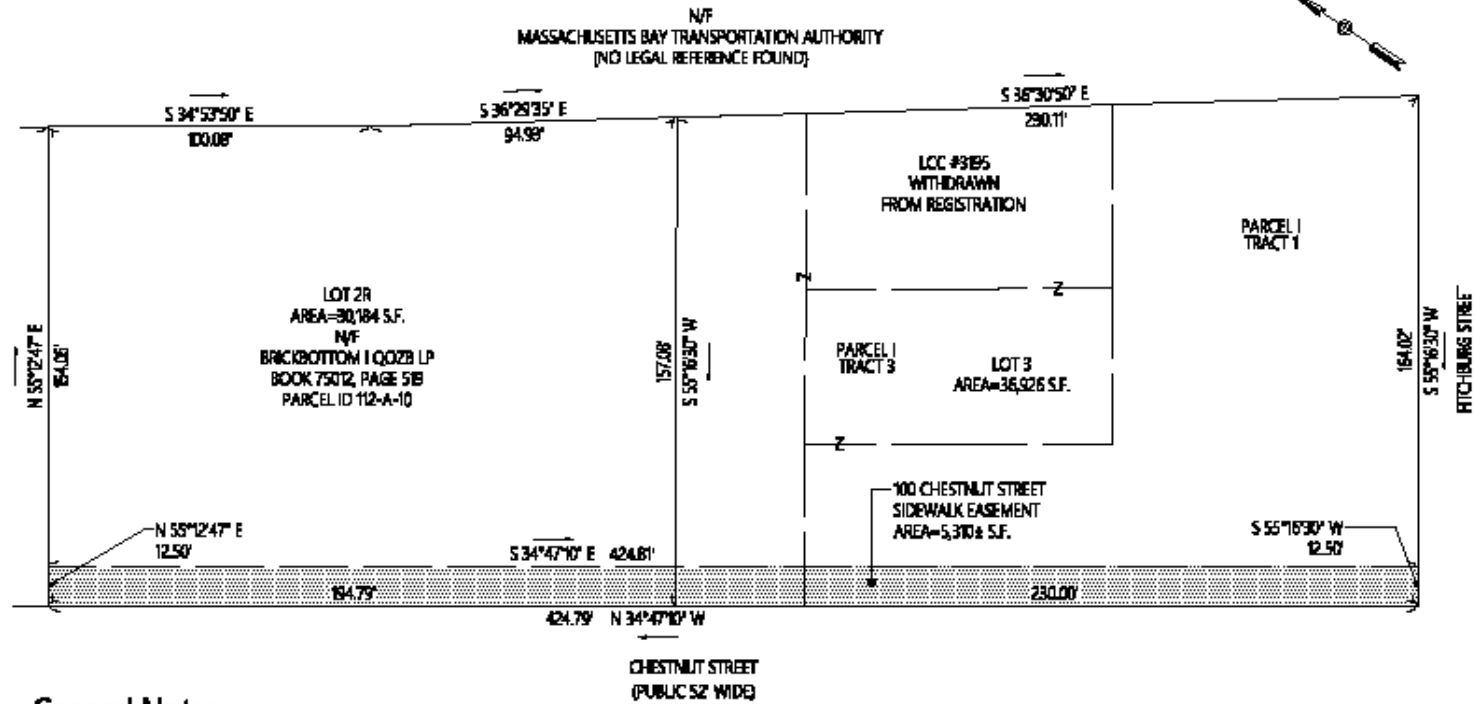 N/F
MASSACHUSETTS BAY TRANSPORTATION AUTHORITY
(NO LEGAL REFERENCE FOUND)
S 34°53'50" E
100.08'
S 36°29'35" E
94.98'
S 36°30'50" E
230.11'
LCC #3195
WITHDRAWN
FROM REGISTRATION
PARCEL I
TRACT 1
LOT 2R
AREA=30,184 S.F.
N/F
BRICKBOTTOM I QOZB LP
BOOK 75012, PAGE 519
PARCEL ID 112-A-10
N 55°12'47" E
157.08'
S 55°16'30" W
Z
Z
PARCEL I
TRACT 3
LOT 3
AREA=36,926 S.F.
Z
164.02'
S 55°16'30" W
FITCHBURG STREE
100 CHESTNUT STREET
SIDEWALK EASEMENT
AREA=5,310± S.F.
N 55°12'47" E
12.50'
S 34°47'10" E 424.81'
S 55°16'30" W
12.50'
194.79'
230.00'
424.79' N 34°47'10" W
CHESTNUT STREET
(PUBLIC 52' WIDE)